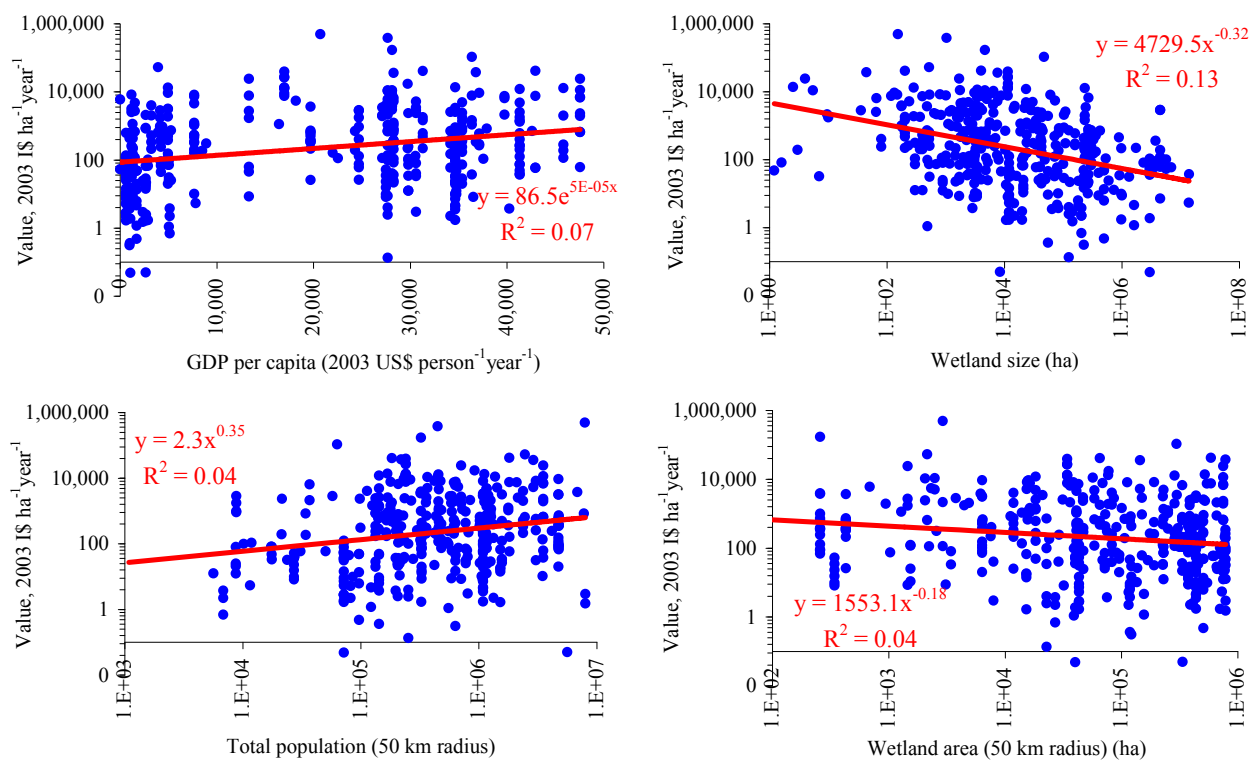 Value, 2003 I$ ha-1year-1
1,000,000
10,000
100
1
0
y = 86.5e5E-05x
R2 = 0.07
0
10,000
20,000
30,000
40,000
50,000
GDP per capita (2003 US$ person-1year-1)
Value, 2003 I$ ha-1year-1
1,000,000
10,000
100
1
0
y = 4729.5x-0.32
R2 = 0.13
1.E+00
1.E+02
1.E+04
1.E+06
1.E+08
Wetland size (ha)
Value, 2003 I$ ha-1year-1
1,000,000
10,000
100
1
0
y = 2.3x0.35
R2 = 0.04
1.E+03
1.E+04
1.E+05
1.E+06
1.E+07
Total population (50 km radius)
Value, 2003 I$ ha-1year-1
1,000,000
10,000
100
1
0
y = 1553.1x-0.18
R2 = 0.04
1.E+02
1.E+03
1.E+04
1.E+05
1.E+06
Wetland area (50 km radius) (ha)